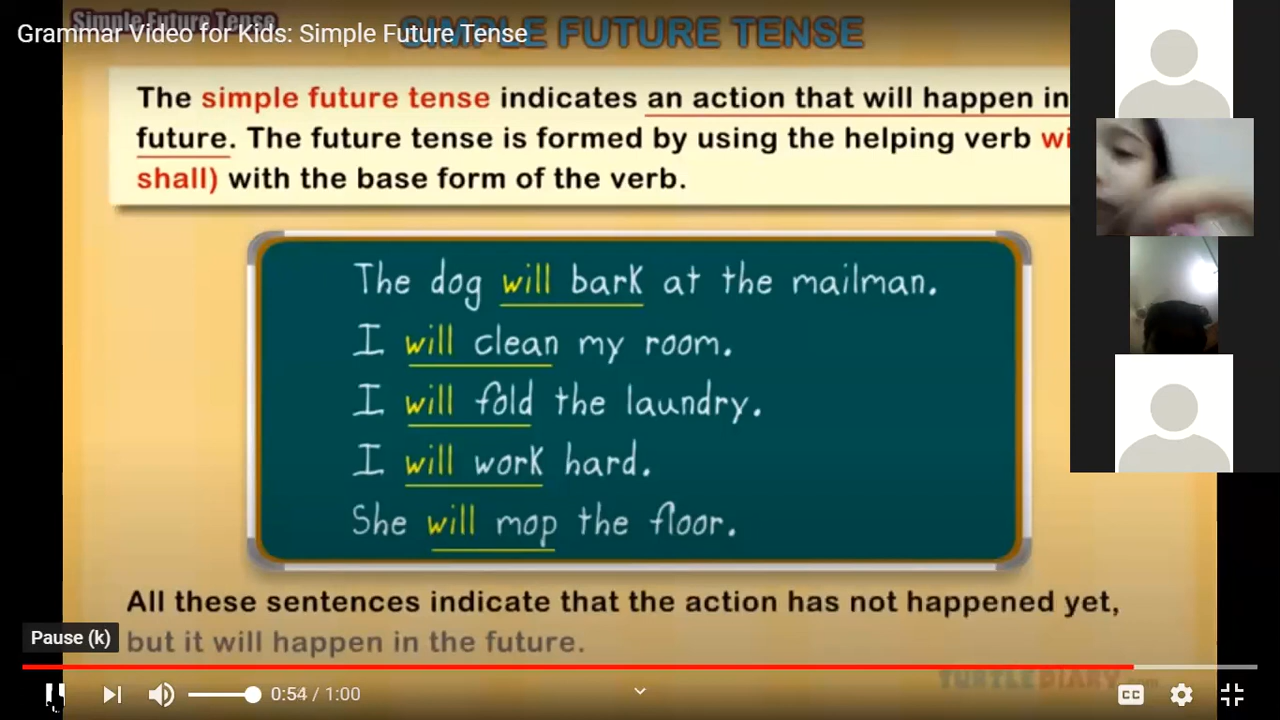 Simple Future Tense
Grammar Video for Kids: Simple Future Tense
SIMPLE FUTURE TENSE
The simple future tense indicates an action that will happen in
future. The future tense is formed by using the helping verb
shall) with the base form of the verb.
The dog will bark at the mailman.
I will clean my room.
I will fold the laundry.
I will work hard.
She will mop the floor.
All these sentences indicate that the action has not happened yet,
Pause (k)
but it will happen in the future.
TURTLEDIARY.com
0:54 / 1:00
CC